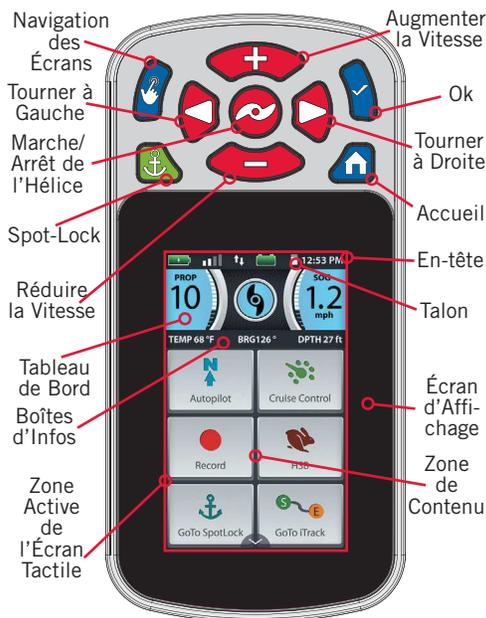 Navigation
des
Écrans
Tourner à
Gauche
Marche/
Arrêt de
l'Hélice
Spot-Lock
Réduire
la Vitesse
Tableau
de Bord
Boîtes
d'Infos
Zone
Active
de
l'Écran
Tactile
Augmenter
la Vitesse
Ok
Tourner
à Droite
Accueil
En-tête
Talon
Écran
d'Affi-
chage
Zone
de
Contenu
12:53 PM
PROP
10
SOG
1.2
mph
TEMP 68 °F BRG126 ° DPTH 27 ft
Autopilot Cruise Control
Record HSB
GoTo SpotLock GoTo iTrack
N
S
E